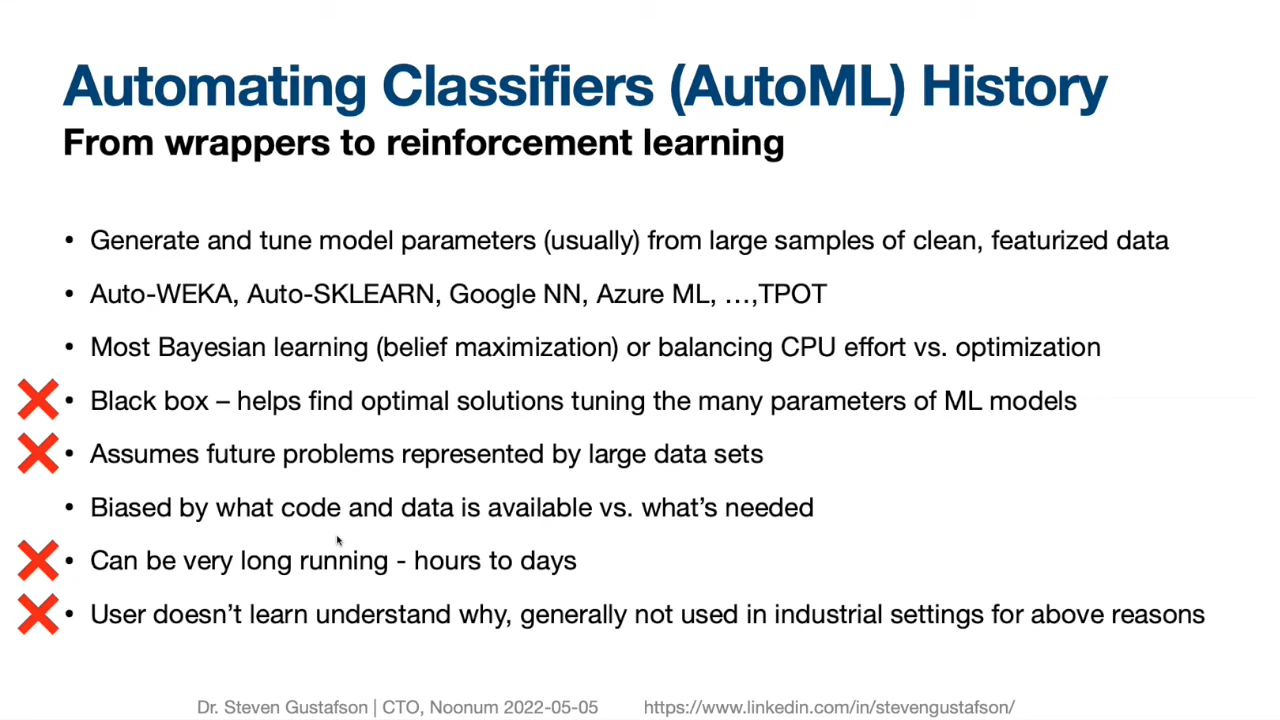 Automating Classifiers (AutoML) History
From wrappers to reinforcement learning
• Generate and tune model parameters (usually) from large samples of clean, featurized data
• Auto-WEKA, Auto-SKLEARN, Google NN, Azure ML, …,TPOT
• Most Bayesian learning (belief maximization) or balancing CPU effort vs. optimization
• Black box – helps find optimal solutions tuning the many parameters of ML models
• Assumes future problems represented by large data sets
• Biased by what code and data is available vs. what’s needed
• Can be very long running - hours to days
• User doesn’t learn understand why, generally not used in industrial settings for above reasons
Dr. Steven Gustafson | CTO, Noonum 2022-05-05 https://www.linkedin.com/in/stevengustafson/